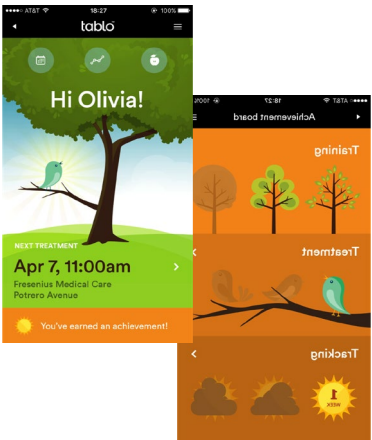 AT&T 18:27 100%
tablo
Hi Olivia!
NEXT TREATMENT
Apr 7, 11:00am
Fresenius Medical Care
Potrero Avenue
You've earned an achievement!
AT&T 18:27 100%
Achievement board
Training
Treatment
Tracking
1
WEEK